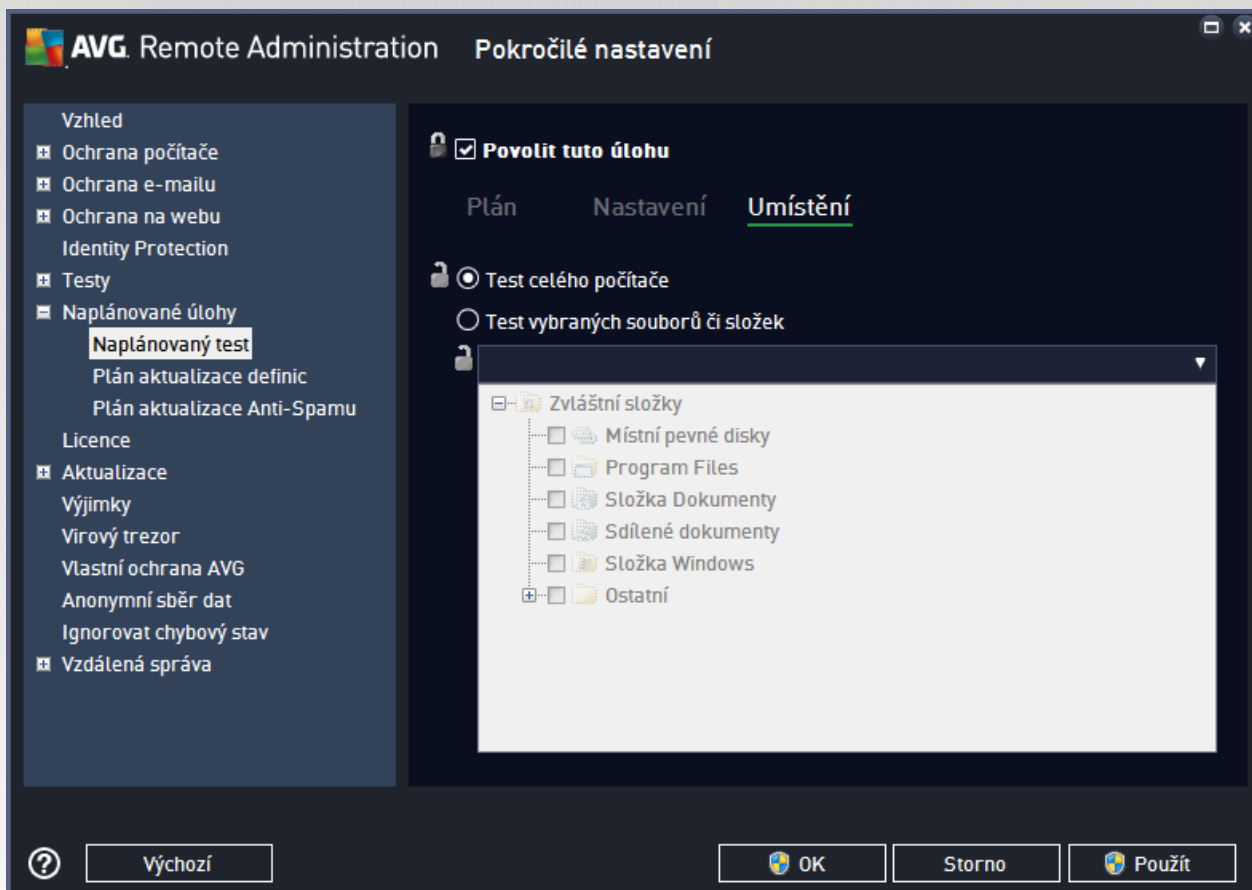 AVG. Remote Administration Pokročilé nastavení
Vzhled
Ochrana počítače
Ochrana e-mailu
Ochrana na webu
Identity Protection
Testy
Naplánované úlohy
Naplánovaný test
Plán aktualizace definic
Plán aktualizace Anti-Spamu
Licence
Aktualizace
Výjimky
Virový trezor
Vlastní ochrana AVG
Anonymní sběr dat
Ignorovat chybový stav
Vzdálená správa
Povolit tuto úlohu
Plán Nastavení Umístění
Test celého počítače
Test vybraných souborů či složek
Zvláštní složky
Místní pevné disky
Program Files
Složka Dokumenty
Sdílené dokumenty
Složka Windows
Ostatní
Výchozí OK Storno Použít